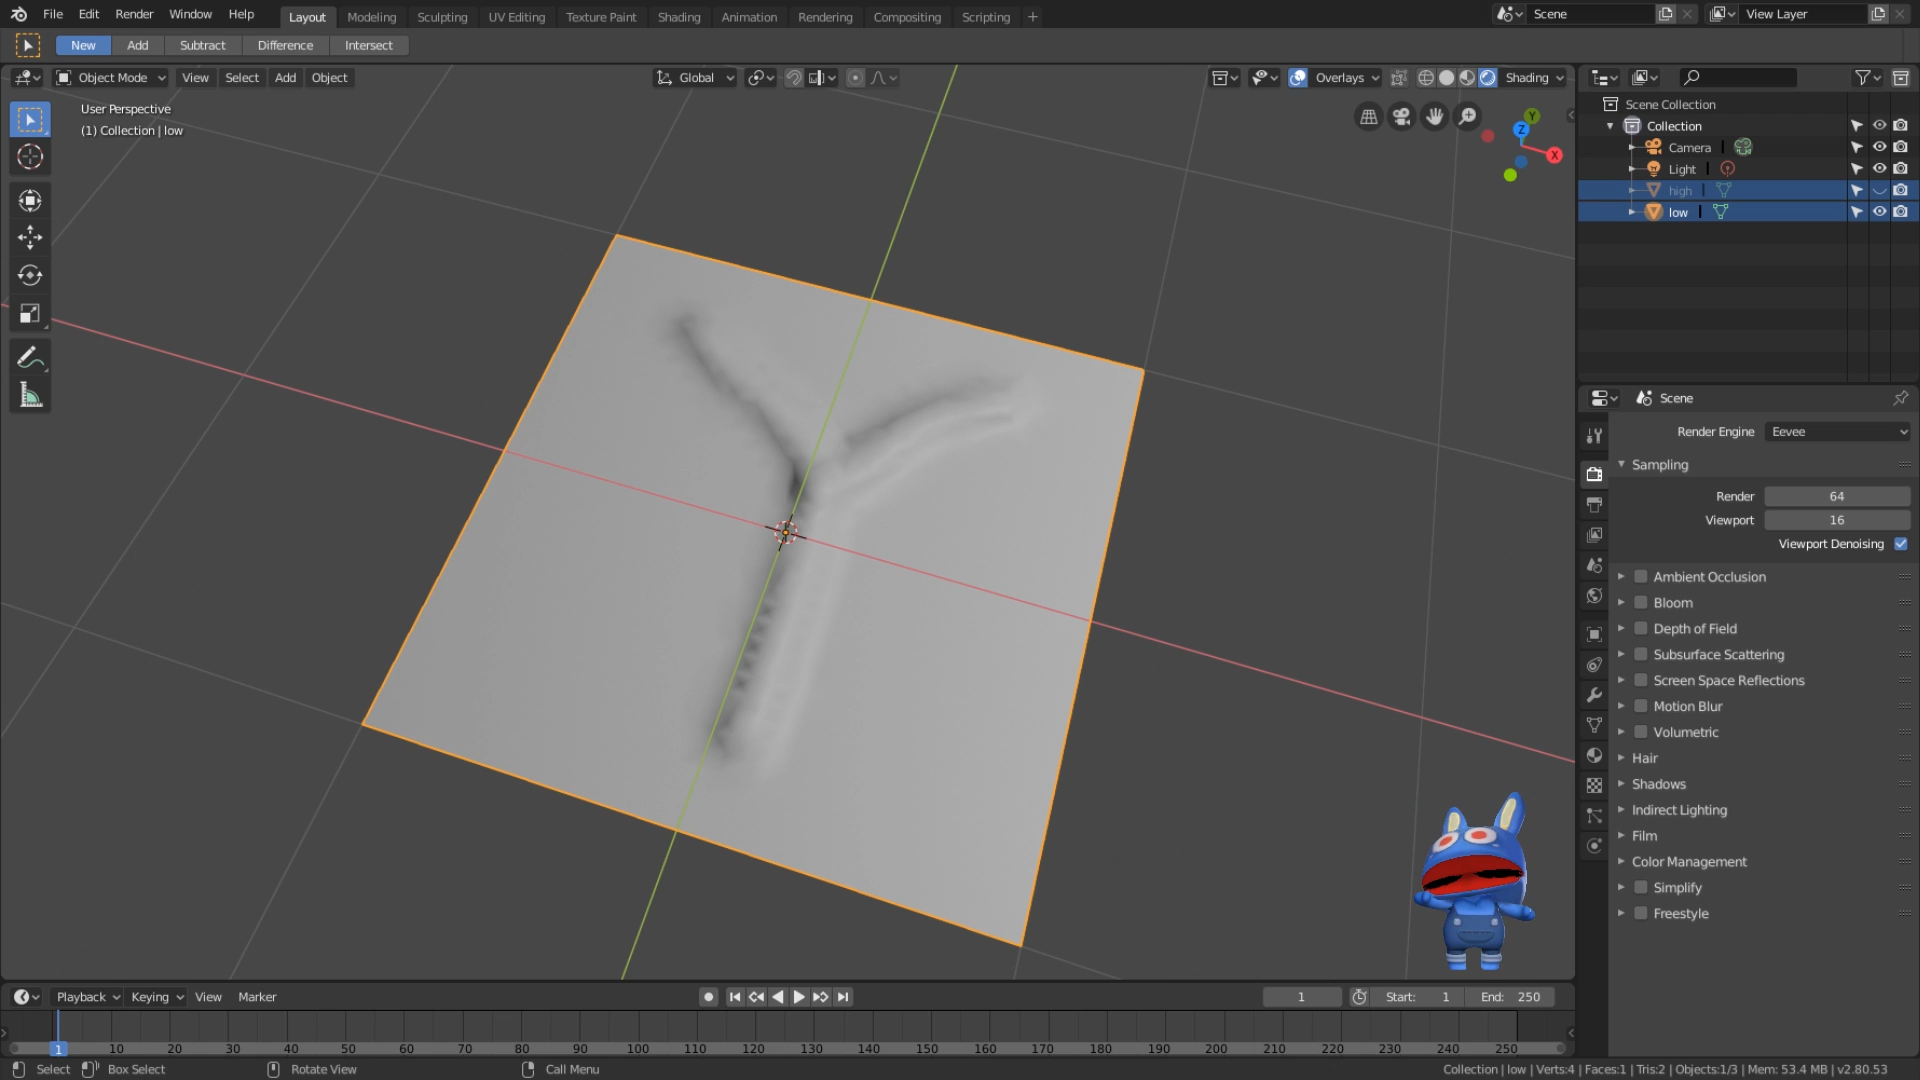 File Edit Render Window Help Layout Modeling Sculpting UV Editing Texture Paint Shading Animation Rendering Compositing Scripting + Scene View Layer
New Add Subtract Difference Intersect
Object Mode View Select Add Object Global Overlays Shading
User Perspective
(1) Collection | low
Y
Z
X
Scene Collection
Collection
Camera
Light
high
low
Scene
Render Engine Eevee
Sampling
Render 64
Viewport 16
Viewport Denoising
Ambient Occlusion
Bloom
Depth of Field
Subsurface Scattering
Screen Space Reflections
Motion Blur
Volumetric
Hair
Shadows
Indirect Lighting
Film
Color Management
Simplify
Freestyle
Playback Keying View Marker 1 Start: 1 End: 250
1 10 20 30 40 50 60 70 80 90 100 110 120 130 140 150 160 170 180 190 200 210 220 230 240 250
Select Box Select Rotate View Call Menu Collection | low | Verts:4 | Faces:1 | Tris:2 | Objects:1/3 | Mem: 53.4 MB | v2.80.53